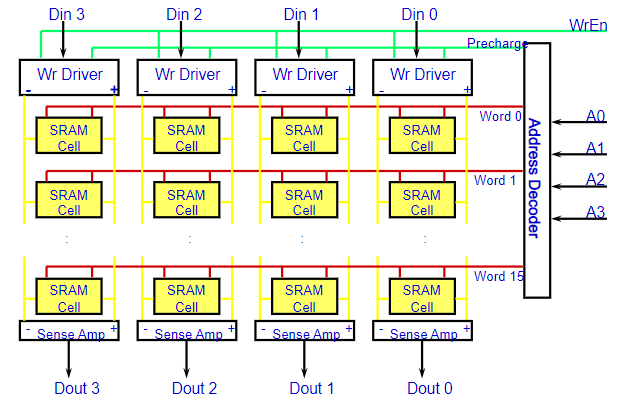 Din 3 Din 2 Din 1 Din 0
WrEn
Precharge
Wr Driver Wr Driver Wr Driver Wr Driver
- + - + - + - +
Word 0
A0
SRAM Cell SRAM Cell SRAM Cell SRAM Cell
Address Decoder
A1
Word 1
A2
SRAM Cell SRAM Cell SRAM Cell SRAM Cell
A3
: : : :
Word 15
SRAM Cell SRAM Cell SRAM Cell SRAM Cell
- Sense Amp + - Sense Amp + - Sense Amp + - Sense Amp +
Dout 3 Dout 2 Dout 1 Dout 0